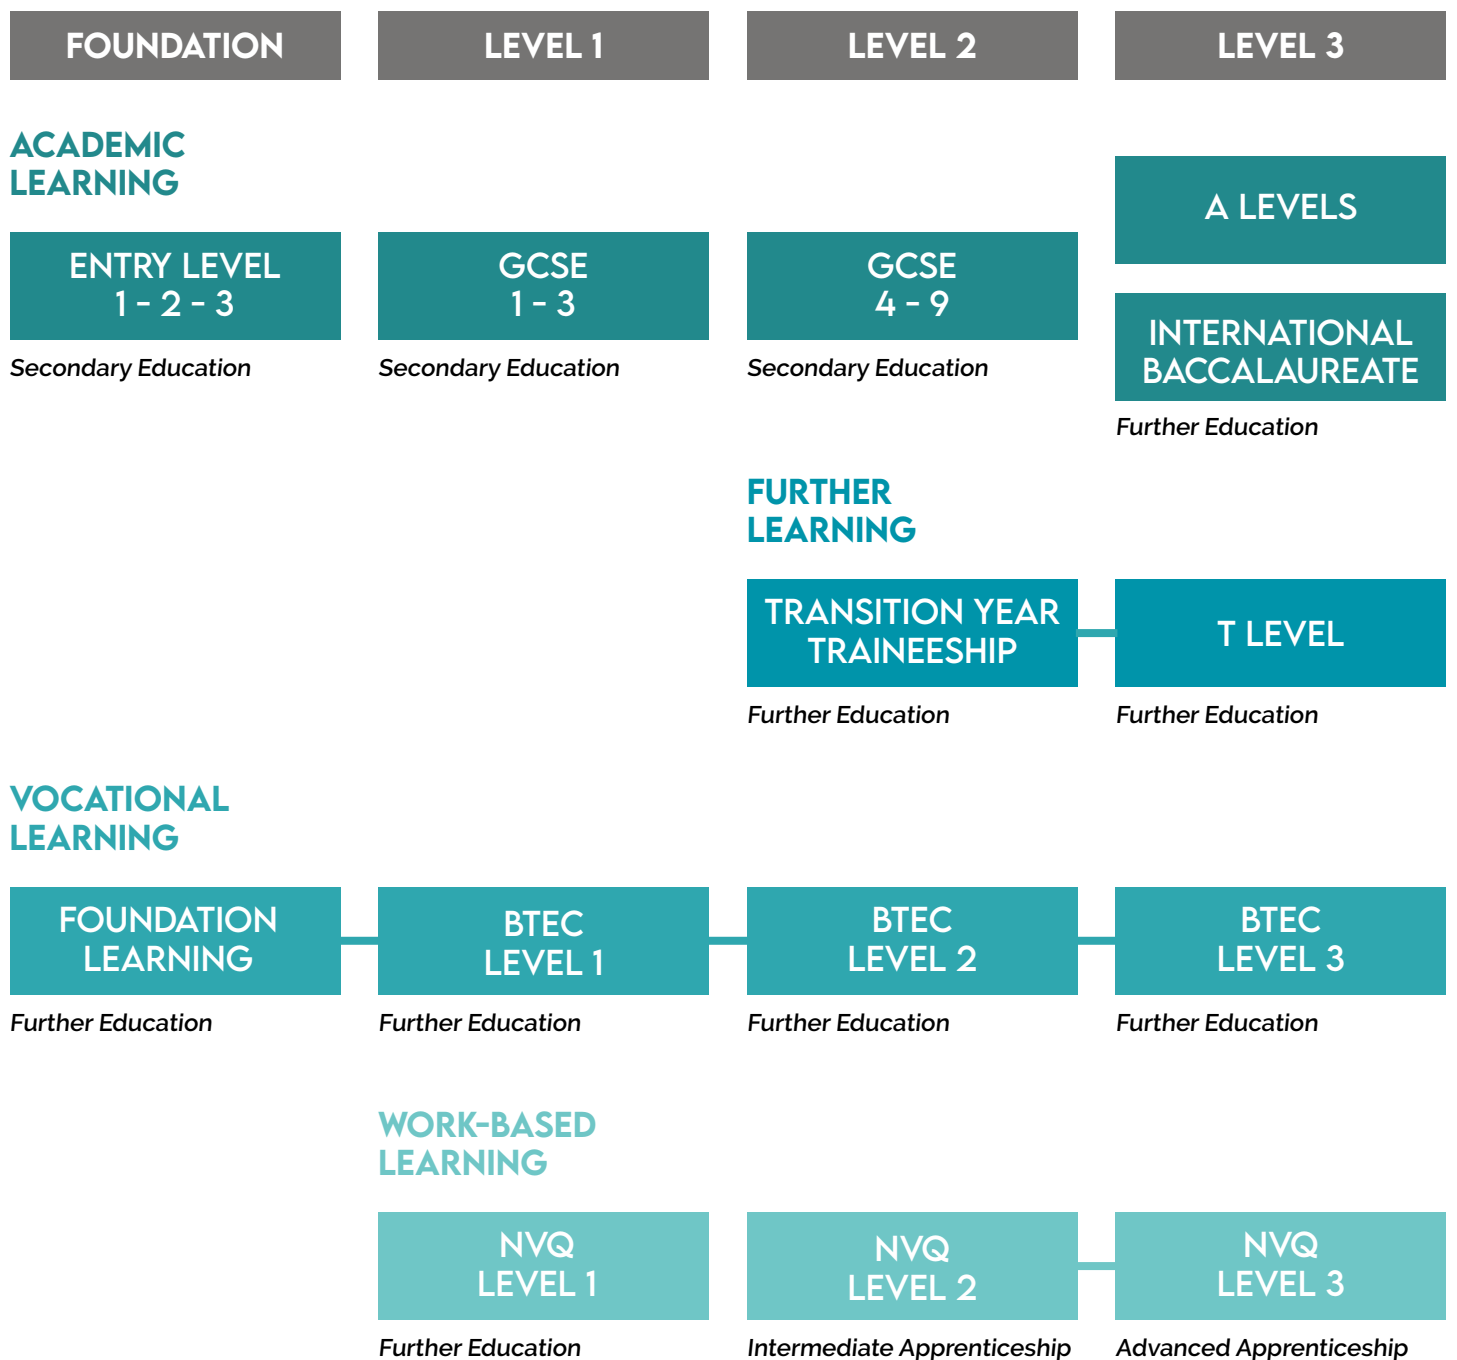 FOUNDATION
LEVEL 1
LEVEL 2
LEVEL 3
ACADEMIC
LEARNING
ENTRY LEVEL
1 - 2 - 3
Secondary Education
GCSE
1 - 3
Secondary Education
GCSE
4 - 9
Secondary Education
A LEVELS
INTERNATIONAL
BACCALAUREATE
Further Education
FURTHER
LEARNING
TRANSITION YEAR
TRAINEESHIP
Further Education
T LEVEL
Further Education
VOCATIONAL
LEARNING
FOUNDATION
LEARNING
Further Education
BTEC
LEVEL 1
Further Education
BTEC
LEVEL 2
Further Education
BTEC
LEVEL 3
Further Education
WORK-BASED
LEARNING
NVQ
LEVEL 1
Further Education
NVQ
LEVEL 2
Intermediate Apprenticeship
NVQ
LEVEL 3
Advanced Apprenticeship